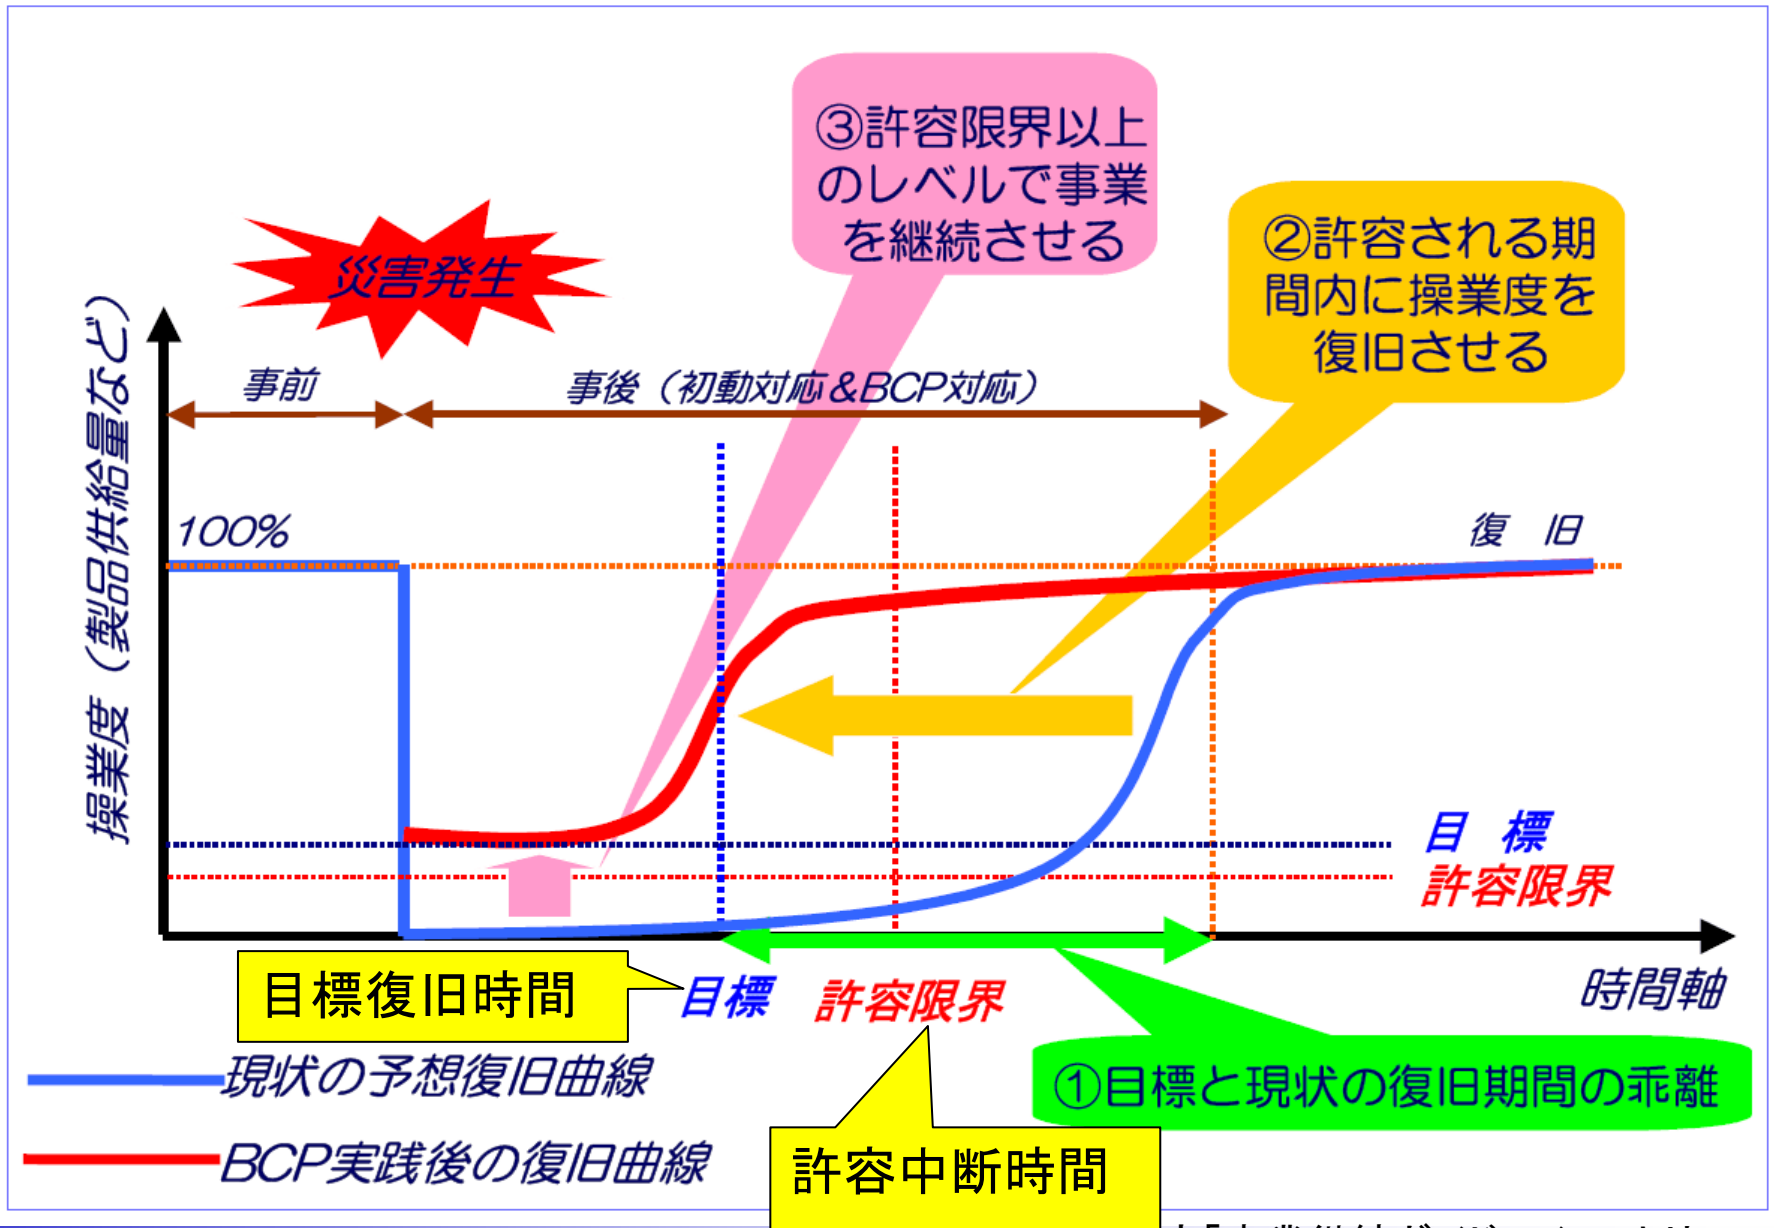 ③許容限界以上
のレベルで事業
を継続させる
②許容される期
間内に操業度を
復旧させる
災害発生
事前
事後（初動対応＆BCP対応）
操業度（製品供給量など）
100%
復　旧
目　標
許容限界
目標復旧時間
目標
許容限界
時間軸
現状の予想復旧曲線
①目標と現状の復旧期間の乖離
BCP実践後の復旧曲線
許容中断時間